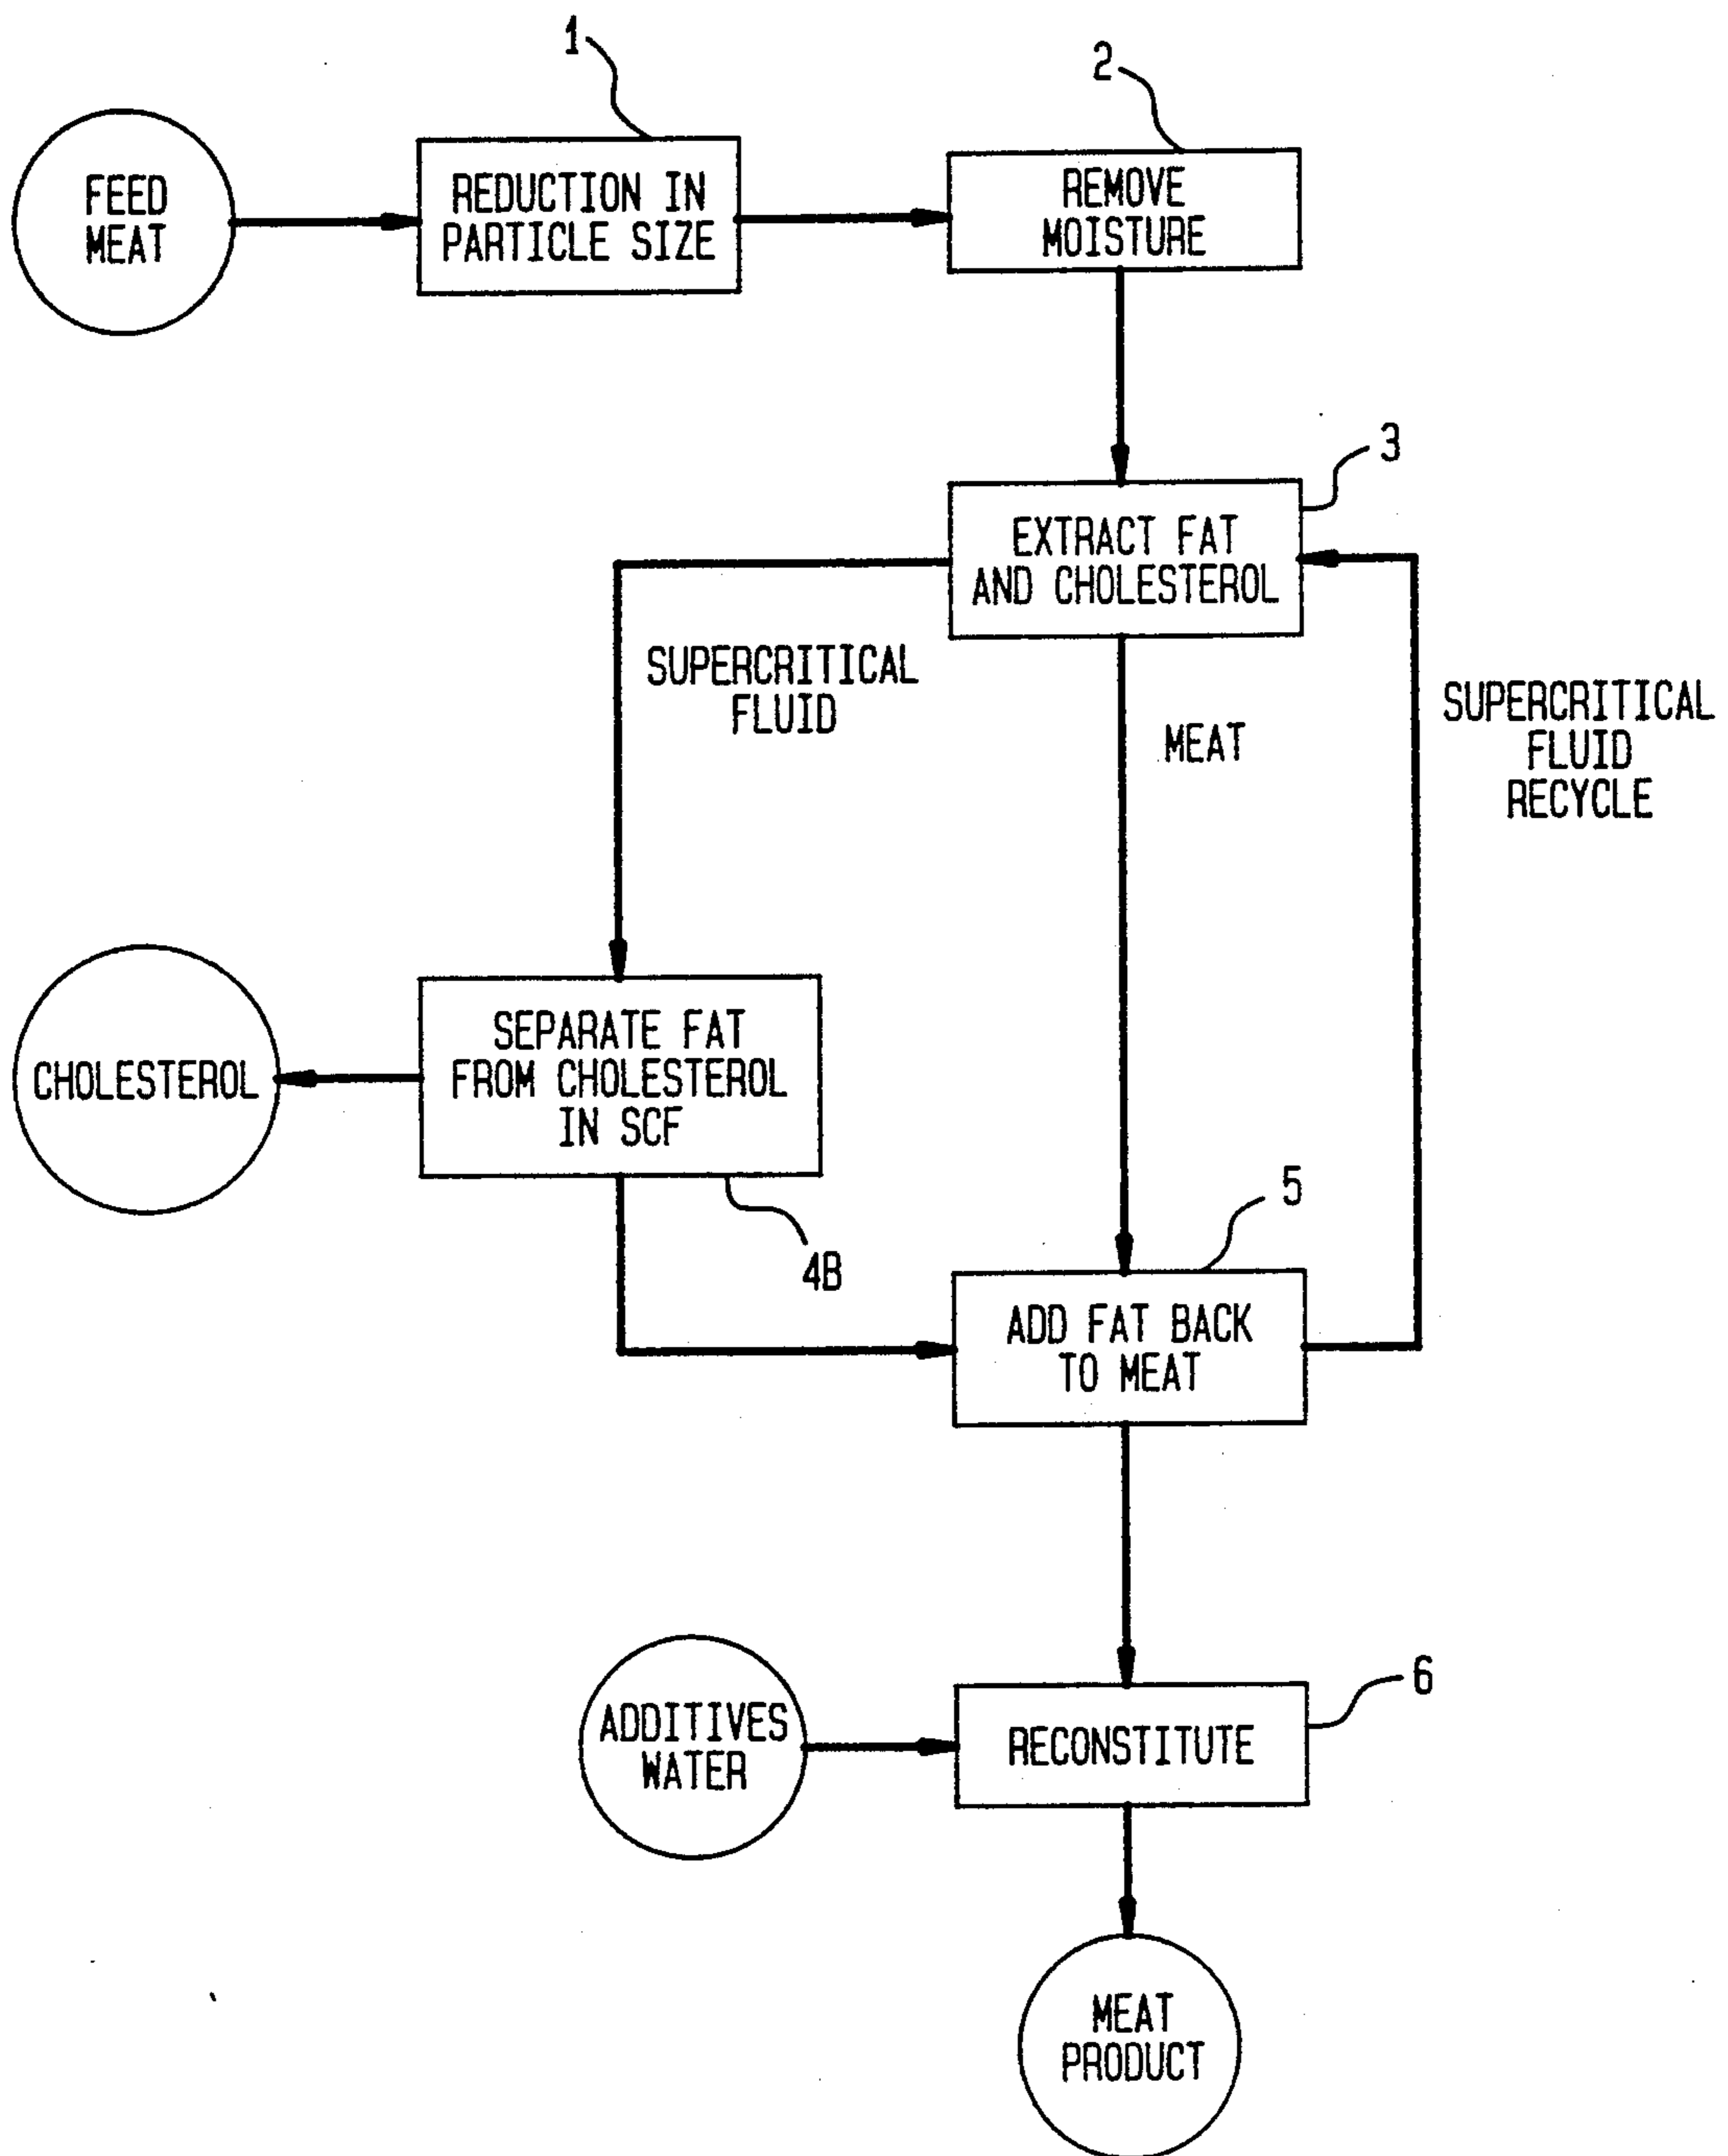 1
2
FEED
MEAT
REDUCTION IN
PARTICLE SIZE
REMOVE
MOISTURE
3
EXTRACT FAT
AND CHOLESTEROL
SUPERCRITICAL
FLUID
MEAT
SUPERCRITICAL
FLUID
RECYCLE
CHOLESTEROL
SEPARATE FAT
FROM CHOLESTEROL
IN SCF
4B
5
ADD FAT BACK
TO MEAT
6
ADDITIVES
WATER
RECONSTITUTE
MEAT
PRODUCT